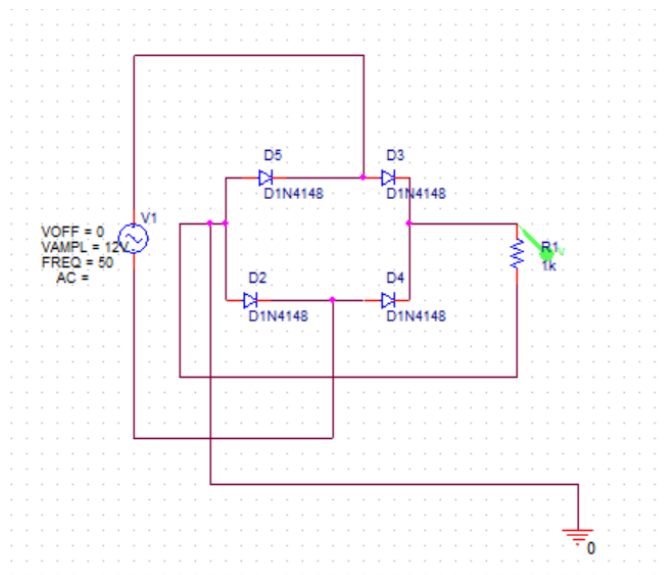 D5
D3
D1N4148
D1N4148
V1
VOFF = 0
VAMPL = 12V
FREQ = 50
AC =
R1
V
1k
D2
D4
D1N4148
D1N4148
0